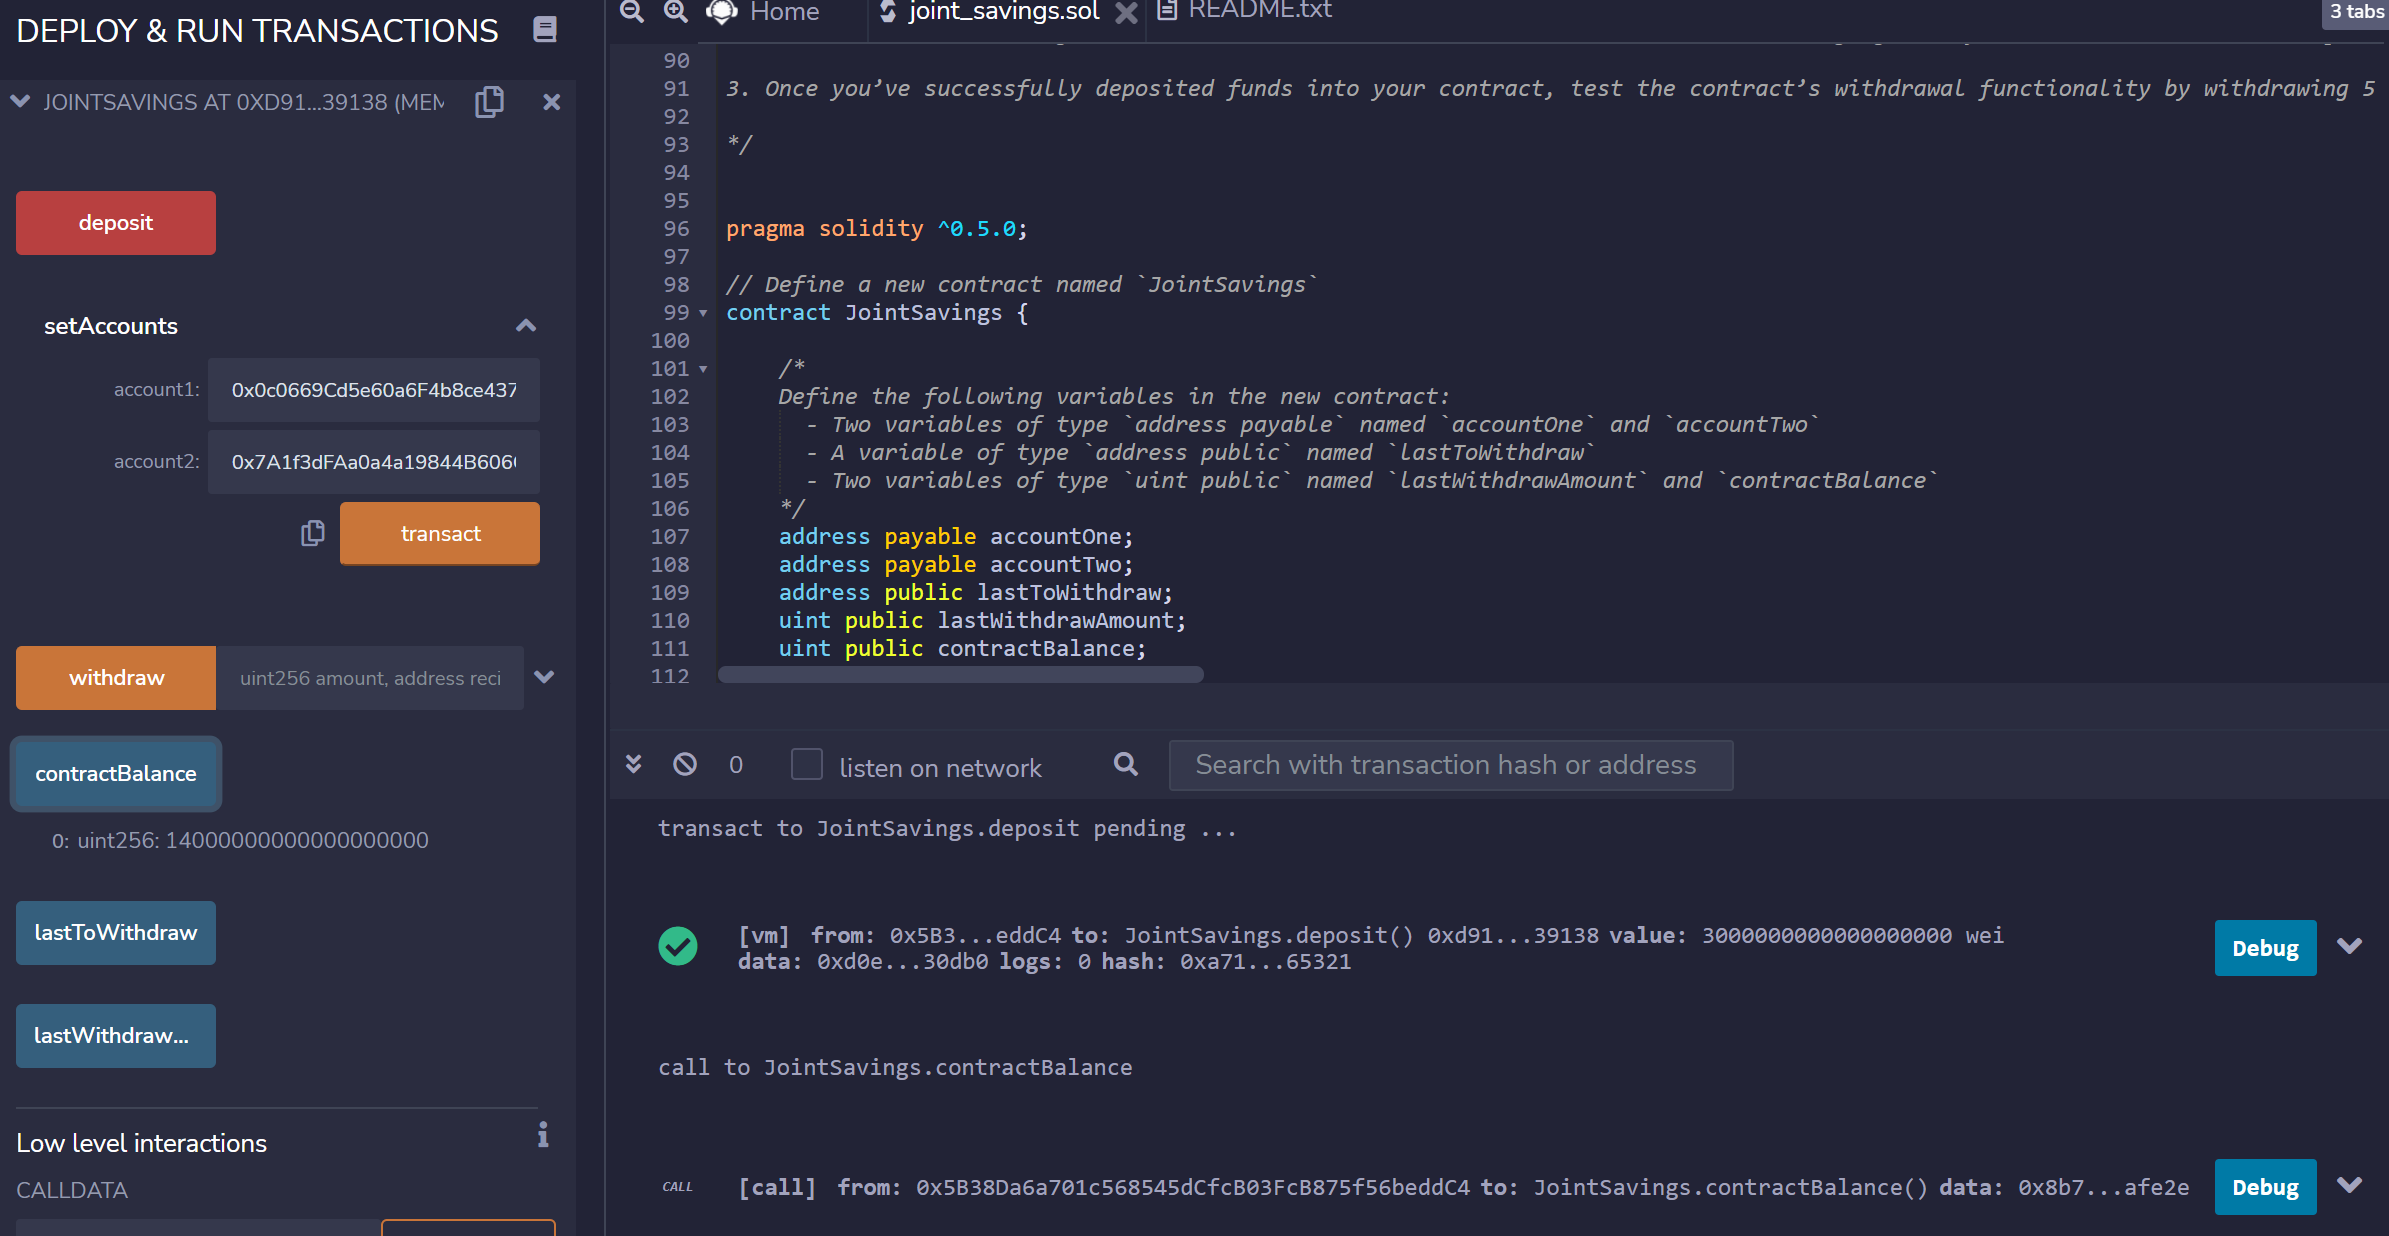 DEPLOY & RUN TRANSACTIONS
JOINTSAVINGS AT 0XD91...39138 (MEM
deposit
setAccounts
account1: 0x0c0669Cd5e60a6F4b8ce437
account2: 0x7A1f3dFAa0a4a19844B606
transact
withdraw uint256 amount, address reci
contractBalance
0: uint256: 14000000000000000000
lastToWithdraw
lastWithdraw...
Low level interactions
CALLDATA
Home joint_savings.sol README.txt 3 tabs
90
91 3. Once you’ve successfully deposited funds into your contract, test the contract’s withdrawal functionality by withdrawing 5
92
93 */
94
95
96 pragma solidity ^0.5.0;
97
98 // Define a new contract named `JointSavings`
99 contract JointSavings {
100
101 /*
102 Define the following variables in the new contract:
103 - Two variables of type `address payable` named `accountOne` and `accountTwo`
104 - A variable of type `address public` named `lastToWithdraw`
105 - Two variables of type `uint public` named `lastWithdrawAmount` and `contractBalance`
106 */
107 address payable accountOne;
108 address payable accountTwo;
109 address public lastToWithdraw;
110 uint public lastWithdrawAmount;
111 uint public contractBalance;
112
0 listen on network Search with transaction hash or address
transact to JointSavings.deposit pending ...
[vm] from: 0x5B3...eddC4 to: JointSavings.deposit() 0xd91...39138 value: 3000000000000000000 wei
data: 0xd0e...30db0 logs: 0 hash: 0xa71...65321
Debug
call to JointSavings.contractBalance
CALL [call] from: 0x5B38Da6a701c568545dCfcB03FcB875f56beddC4 to: JointSavings.contractBalance() data: 0x8b7...afe2e
Debug